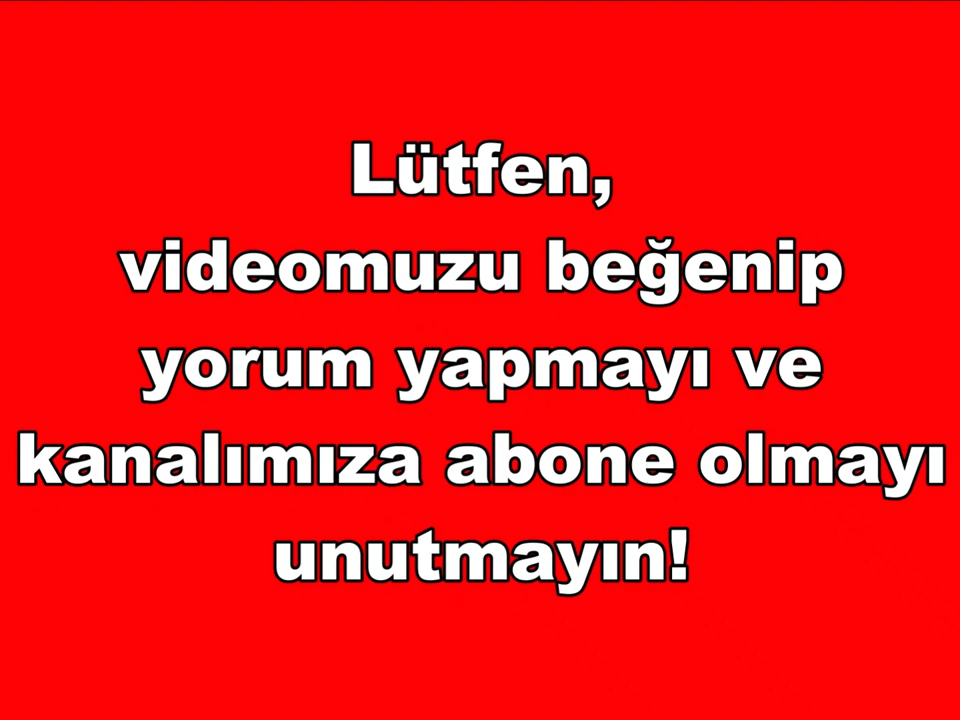 Lütfen,
videomuzu beğenip
yorum yapmayı ve
kanalımıza abone olmayı
unutmayın!